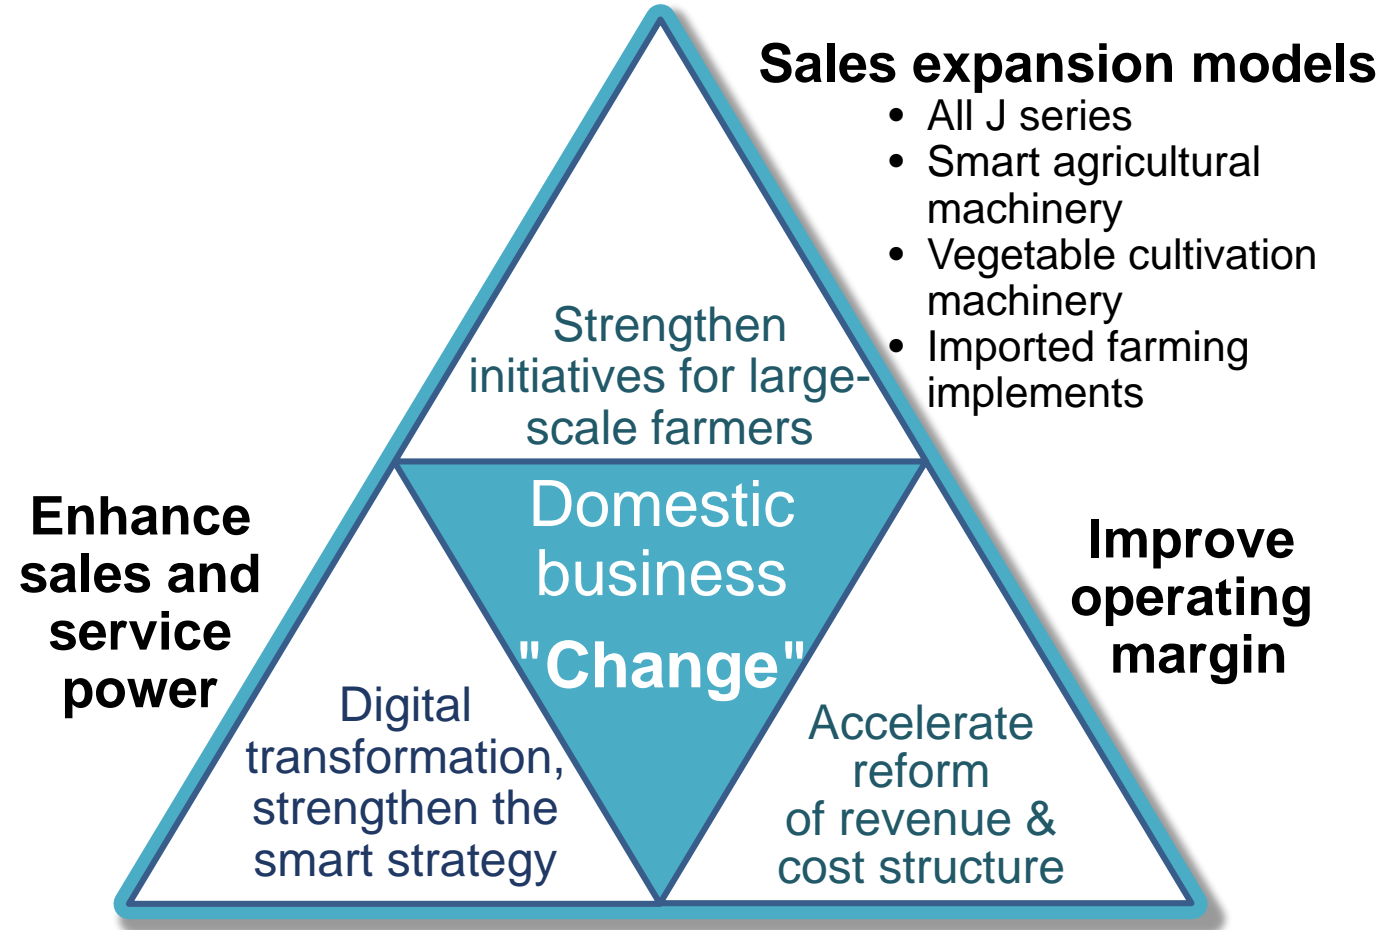 Sales expansion models
• All J series
• Smart agricultural
machinery
• Vegetable cultivation
machinery
• Imported farming
implements
Strengthen
initiatives for large-
scale farmers
Enhance
sales and
service
power
Domestic
business
"Change"
Improve
operating
margin
Digital
transformation,
strengthen the
smart strategy
Accelerate
reform
of revenue &
cost structure